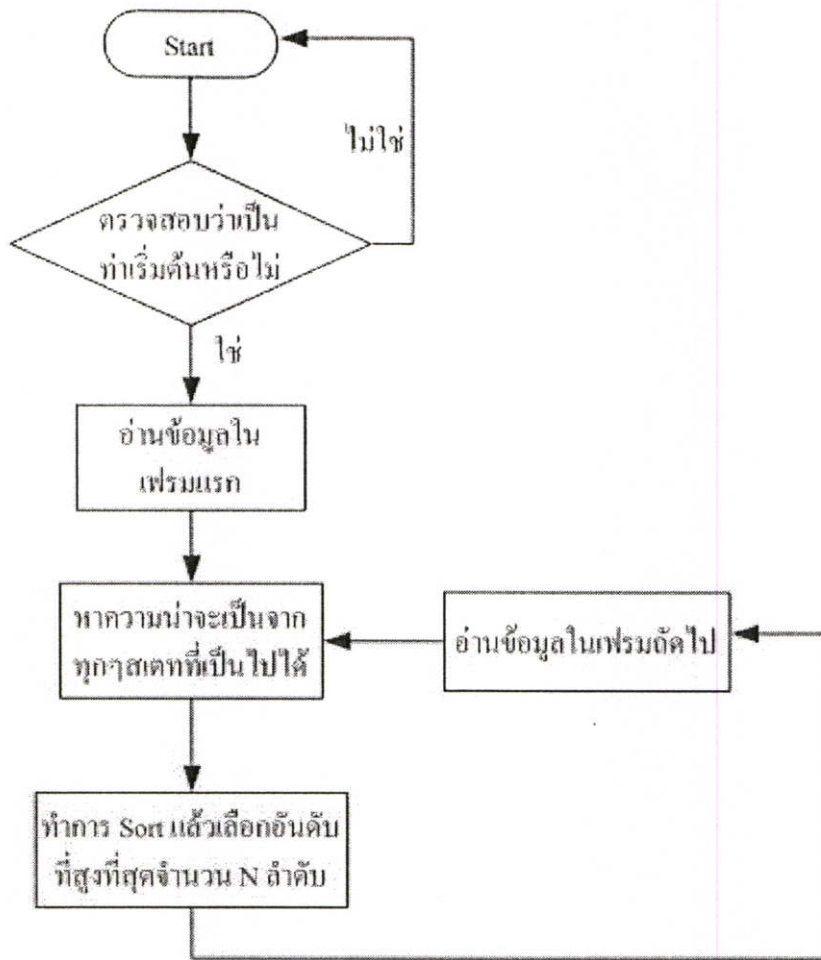 Start
ไม่ใช่
ตรวจสอบว่าเป็น
ท่าเริ่มต้นหรือไม่
ใช่
อ่านข้อมูลใน
เฟรมแรก
หาความน่าจะเป็นจาก
ทุกๆสเตทที่เป็นไปได้
อ่านข้อมูลในเฟรมถัดไป
ทำการ Sort แล้วเลือกอันดับ
ที่สูงที่สุดจำนวน N ลำดับ